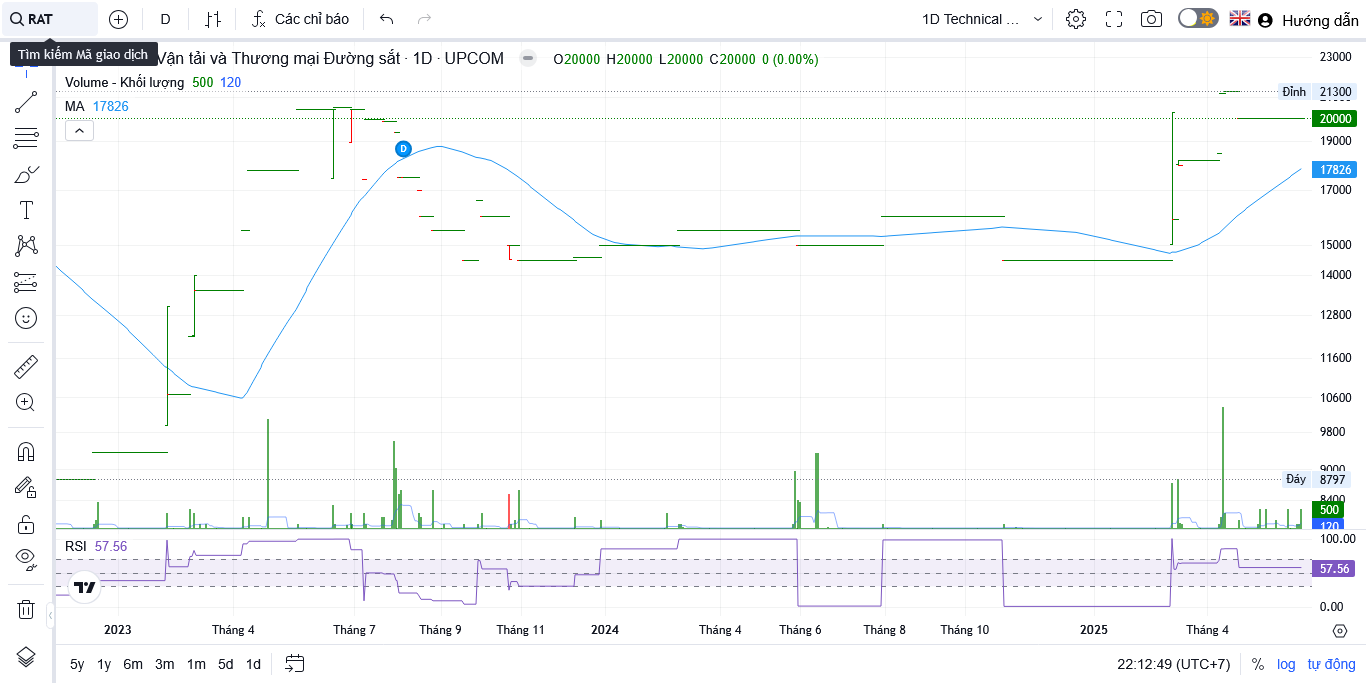 RAT
D
Các chỉ báo
1D Technical ...
Hướng dẫn
Tìm kiếm Mã giao dịch
Vận tải và Thương mại Đường sắt · 1D · UPCOM
O20000 H20000 L20000 C20000 0 (0.00%)
Volume - Khối lượng 500 120
MA 17826
D
23000
Đỉnh 21300
20000
19000
17826
17000
15000
14000
12800
11600
10600
9800
9000
Đáy 8797
8400
500
120
RSI 57.56
100.00
57.56
0.00
2023 Tháng 4 Tháng 7 Tháng 9 Tháng 11 2024 Tháng 4 Tháng 6 Tháng 8 Tháng 10 2025 Tháng 4
5y 1y 6m 3m 1m 5d 1d
22:12:49 (UTC+7) % log tự động